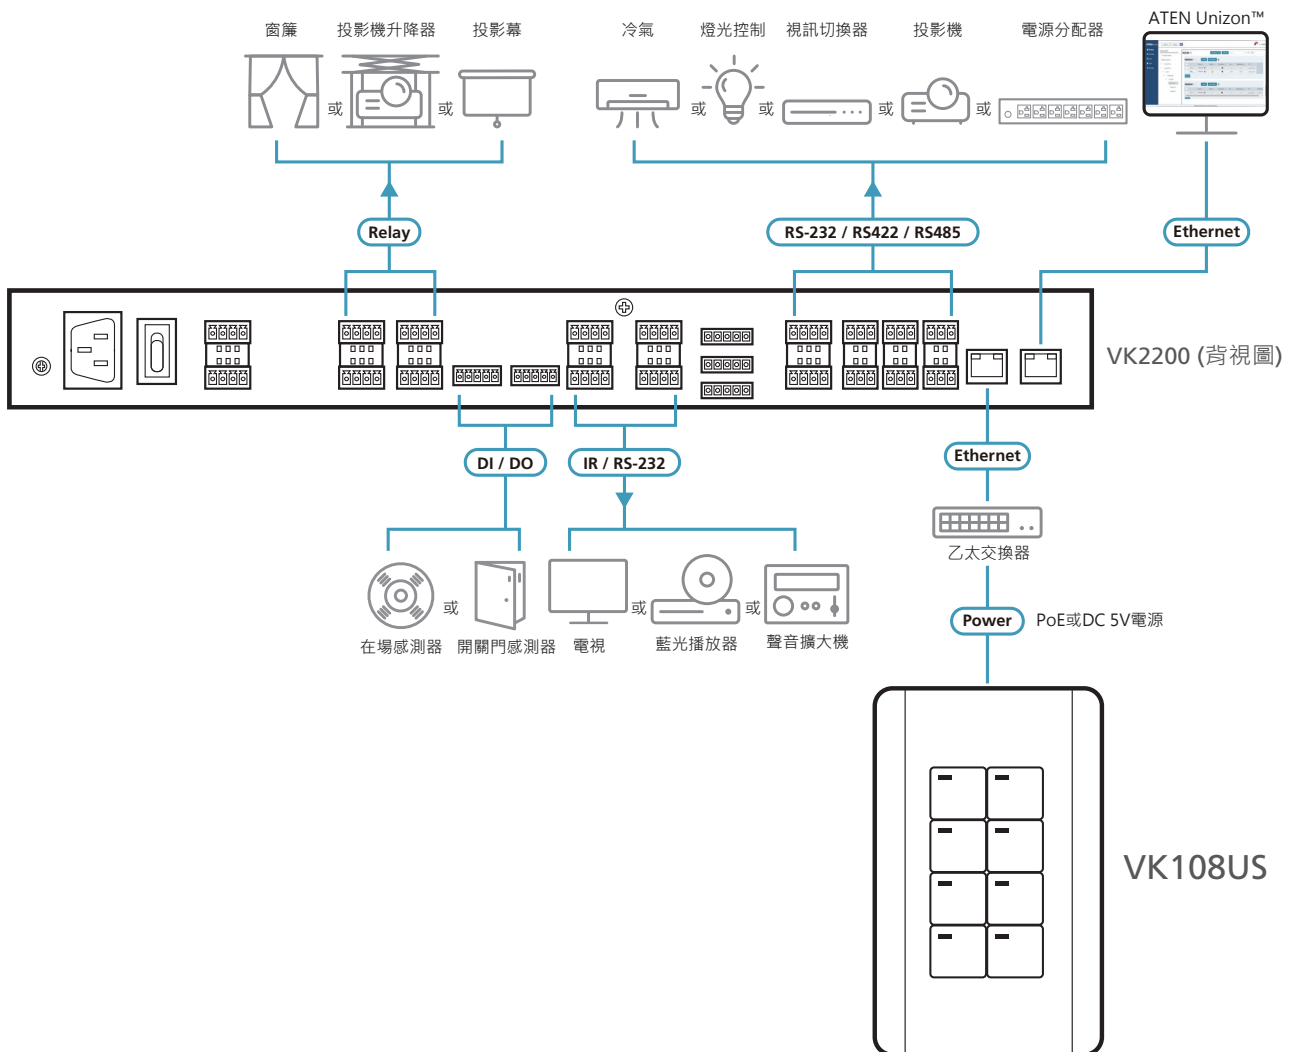 窗簾
投影機升降器
投影幕
冷氣
燈光控制
視訊切換器
投影機
電源分配器
ATEN Unizon™
或
或
或
或
或
或
Relay
RS-232 / RS422 / RS485
Ethernet
VK2200 (背視圖)
DI / DO
IR / RS-232
Ethernet
乙太交換器
或
或
或
在場感測器
開關門感測器
電視
藍光播放器
聲音擴大機
Power
PoE或DC 5V電源
VK108US